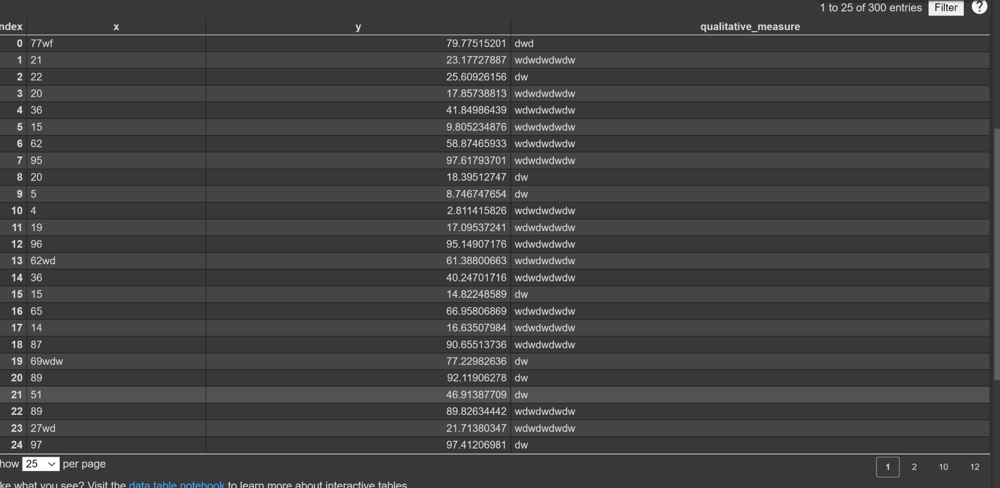 1 to 25 of 300 entries Filter ?
ndex x y qualitative_measure
0 77wf 79.77515201 dwd
1 21 23.17727887 wdwdwdwdw
2 22 25.60926156 dw
3 20 17.85738813 wdwdwdwdw
4 36 41.84986439 wdwdwdwdw
5 15 9.805234876 wdwdwdwdw
6 62 58.87465933 wdwdwdwdw
7 95 97.61793701 wdwdwdwdw
8 20 18.39512747 dw
9 5 8.746747654 dw
10 4 2.811415826 wdwdwdwdw
11 19 17.09537241 wdwdwdwdw
12 96 95.14907176 wdwdwdwdw
13 62wd 61.38800663 wdwdwdwdw
14 36 40.24701716 wdwdwdwdw
15 15 14.82248589 dw
16 65 66.95806869 wdwdwdwdw
17 14 16.63507984 wdwdwdwdw
18 87 90.65513736 wdwdwdwdw
19 69wdw 77.22982636 dw
20 89 92.11906278 dw
21 51 46.91387709 dw
22 89 89.82634442 wdwdwdwdw
23 27wd 21.71380347 wdwdwdwdw
24 97 97.41206981 dw
how 25 per page 1 2 10 12
ke what you see? Visit the data table notebook to learn more about interactive tables.